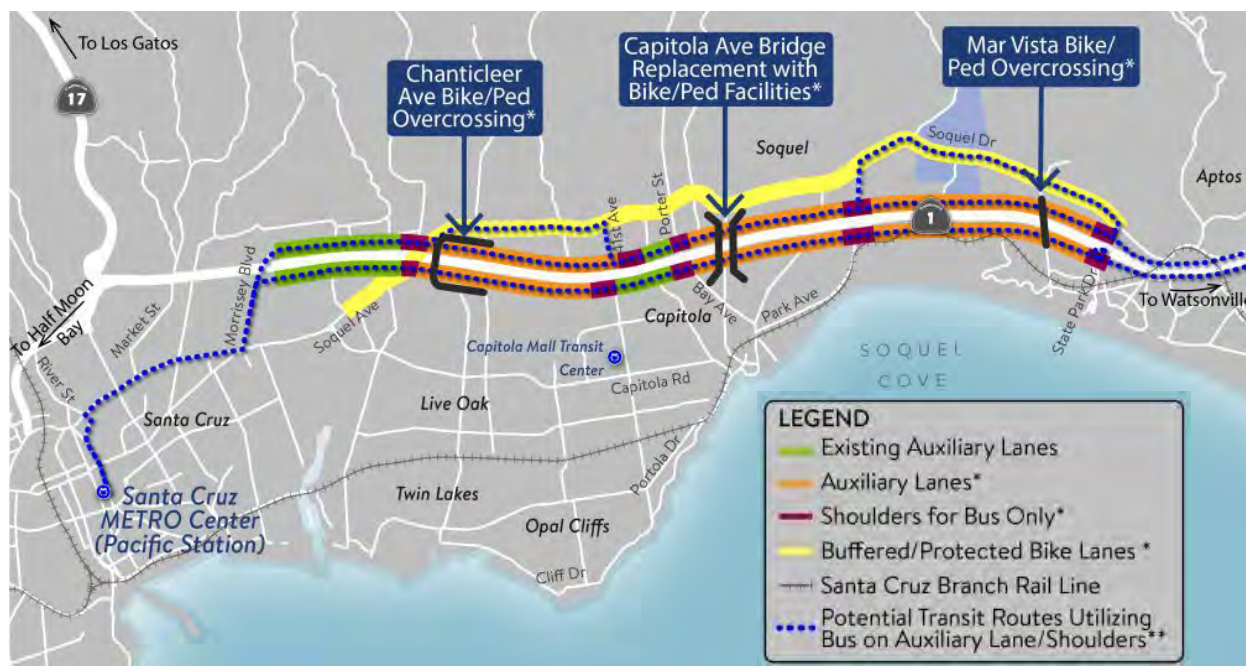 To Los Gatos
17
Chanticleer
Ave Bike/Ped
Overcrossing*
Capitola Ave Bridge
Replacement with
Bike/Ped Facilities*
Mar Vista Bike/
Ped Overcrossing*
Soquel Dr
Soquel
Aptos
Porter St
41st Ave
1
Morrissey Blvd
To Half Moon
Bay
Market St
River St
Soquel Ave
Bay Ave
Park Ave
Capitola
State Park Dr
To Watsonville
Capitola Mall Transit
Center
Capitola Rd
SOQUEL
COVE
Santa Cruz
Live Oak
Portola Dr
Twin Lakes
Opal Cliffs
Cliff Dr
Santa Cruz
METRO Center
(Pacific Station)
LEGEND
Existing Auxiliary Lanes
Auxiliary Lanes*
Shoulders for Bus Only*
Buffered/Protected Bike Lanes *
Santa Cruz Branch Rail Line
Potential Transit Routes Utilizing
Bus on Auxiliary Lane/Shoulders**